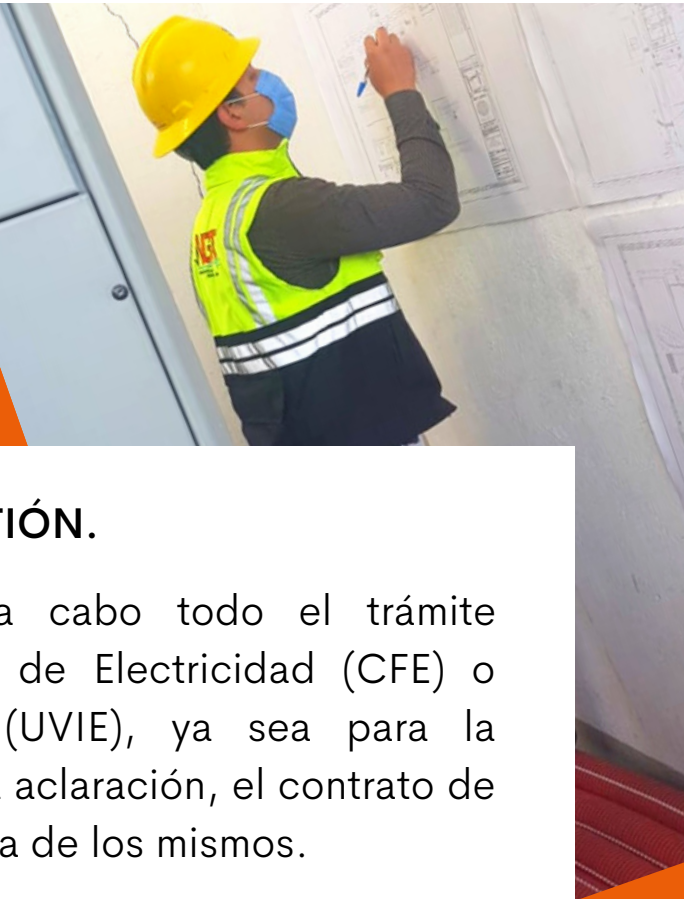 NGT
TIÓN.
a cabo todo el trámite
de Electricidad (CFE) o
(UVIE), ya sea para la
aclaración, el contrato de
a de los mismos.